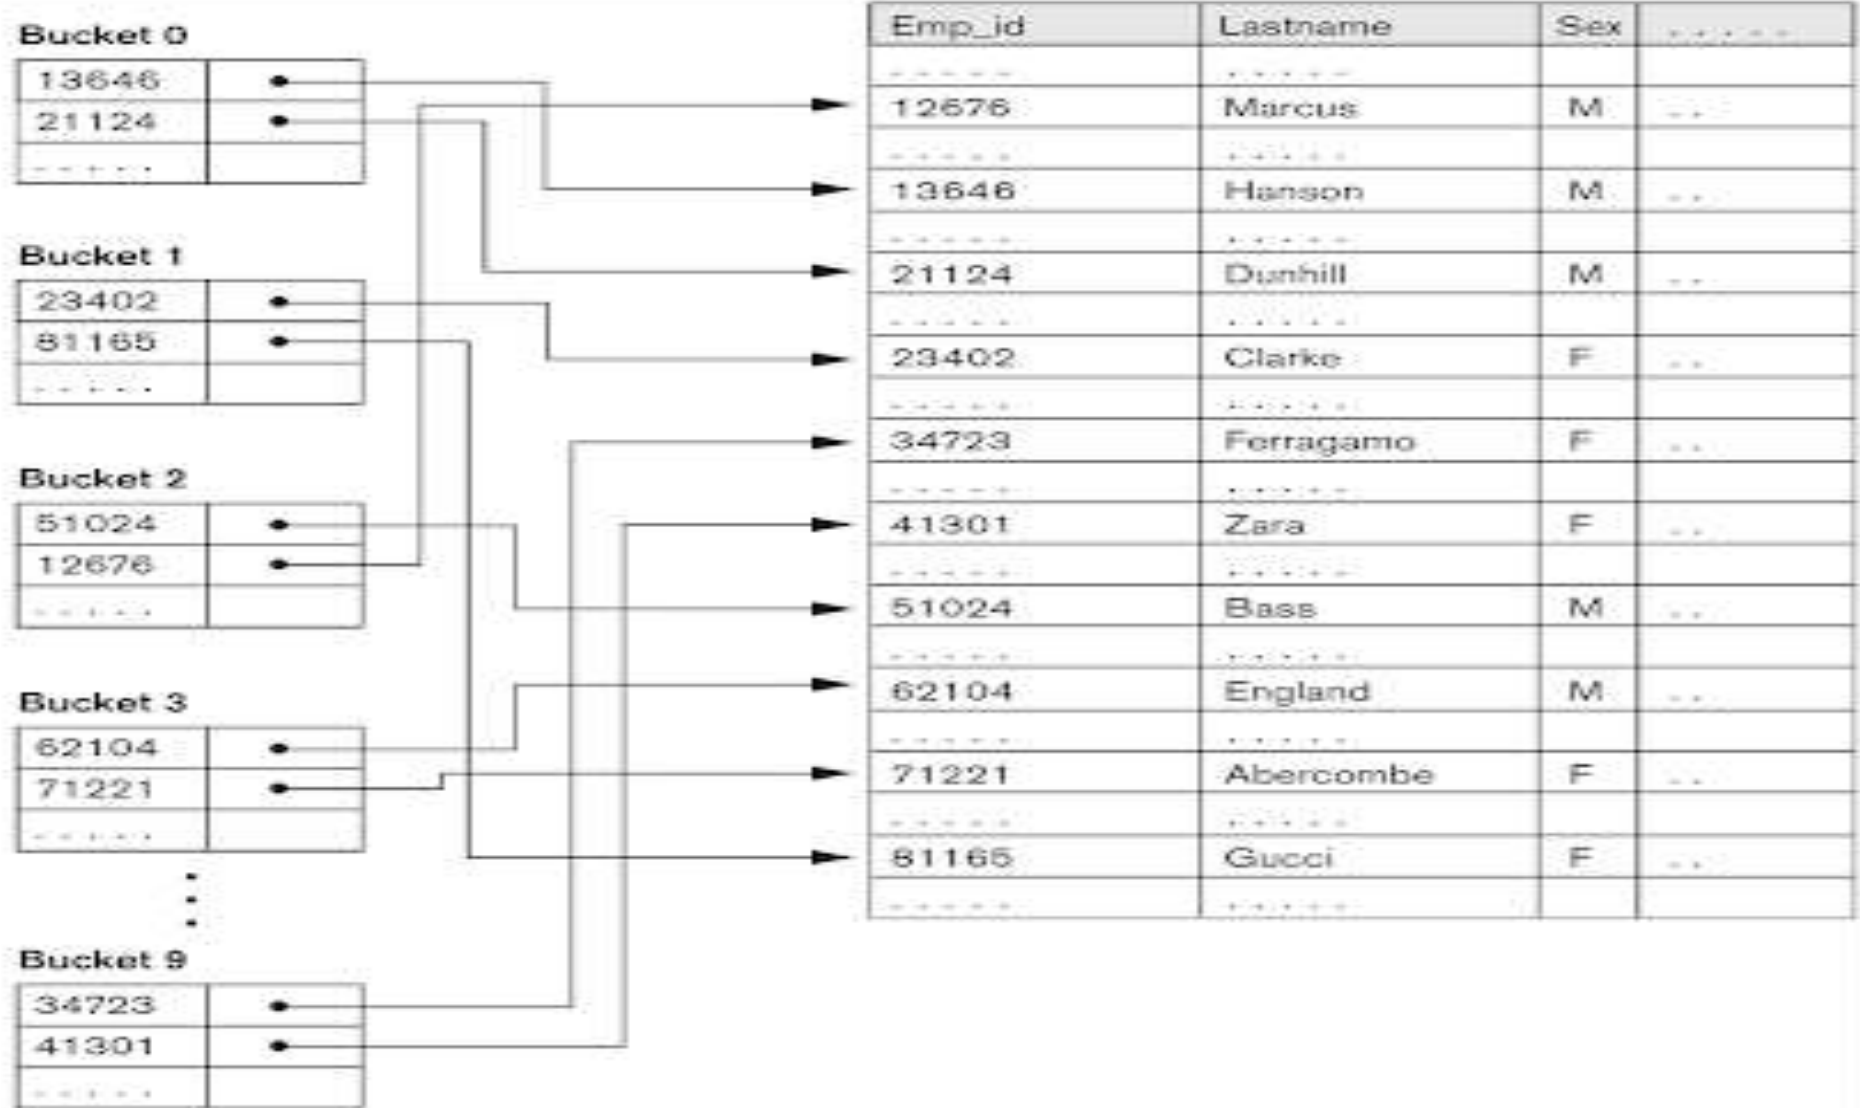 Bucket 0
13646
21124
. . . . .
Bucket 1
23402
81165
. . . . .
Bucket 2
51024
12676
. . . . .
Bucket 3
62104
71221
. . . . .
Bucket 9
34723
41301
. . . . .
Emp_id Lastname Sex . . . . .
. . . . . . . . . .
12676 Marcus M . .
. . . . . . . . . .
13646 Hanson M . .
. . . . . . . . . .
21124 Dunhill M . .
. . . . . . . . . .
23402 Clarke F . .
. . . . . . . . . .
34723 Ferragamo F . .
. . . . . . . . . .
41301 Zara F . .
. . . . . . . . . .
51024 Bass M . .
. . . . . . . . . .
62104 England M . .
. . . . . . . . . .
71221 Abercombe F . .
. . . . . . . . . .
81165 Gucci F . .
. . . . . . . . . .